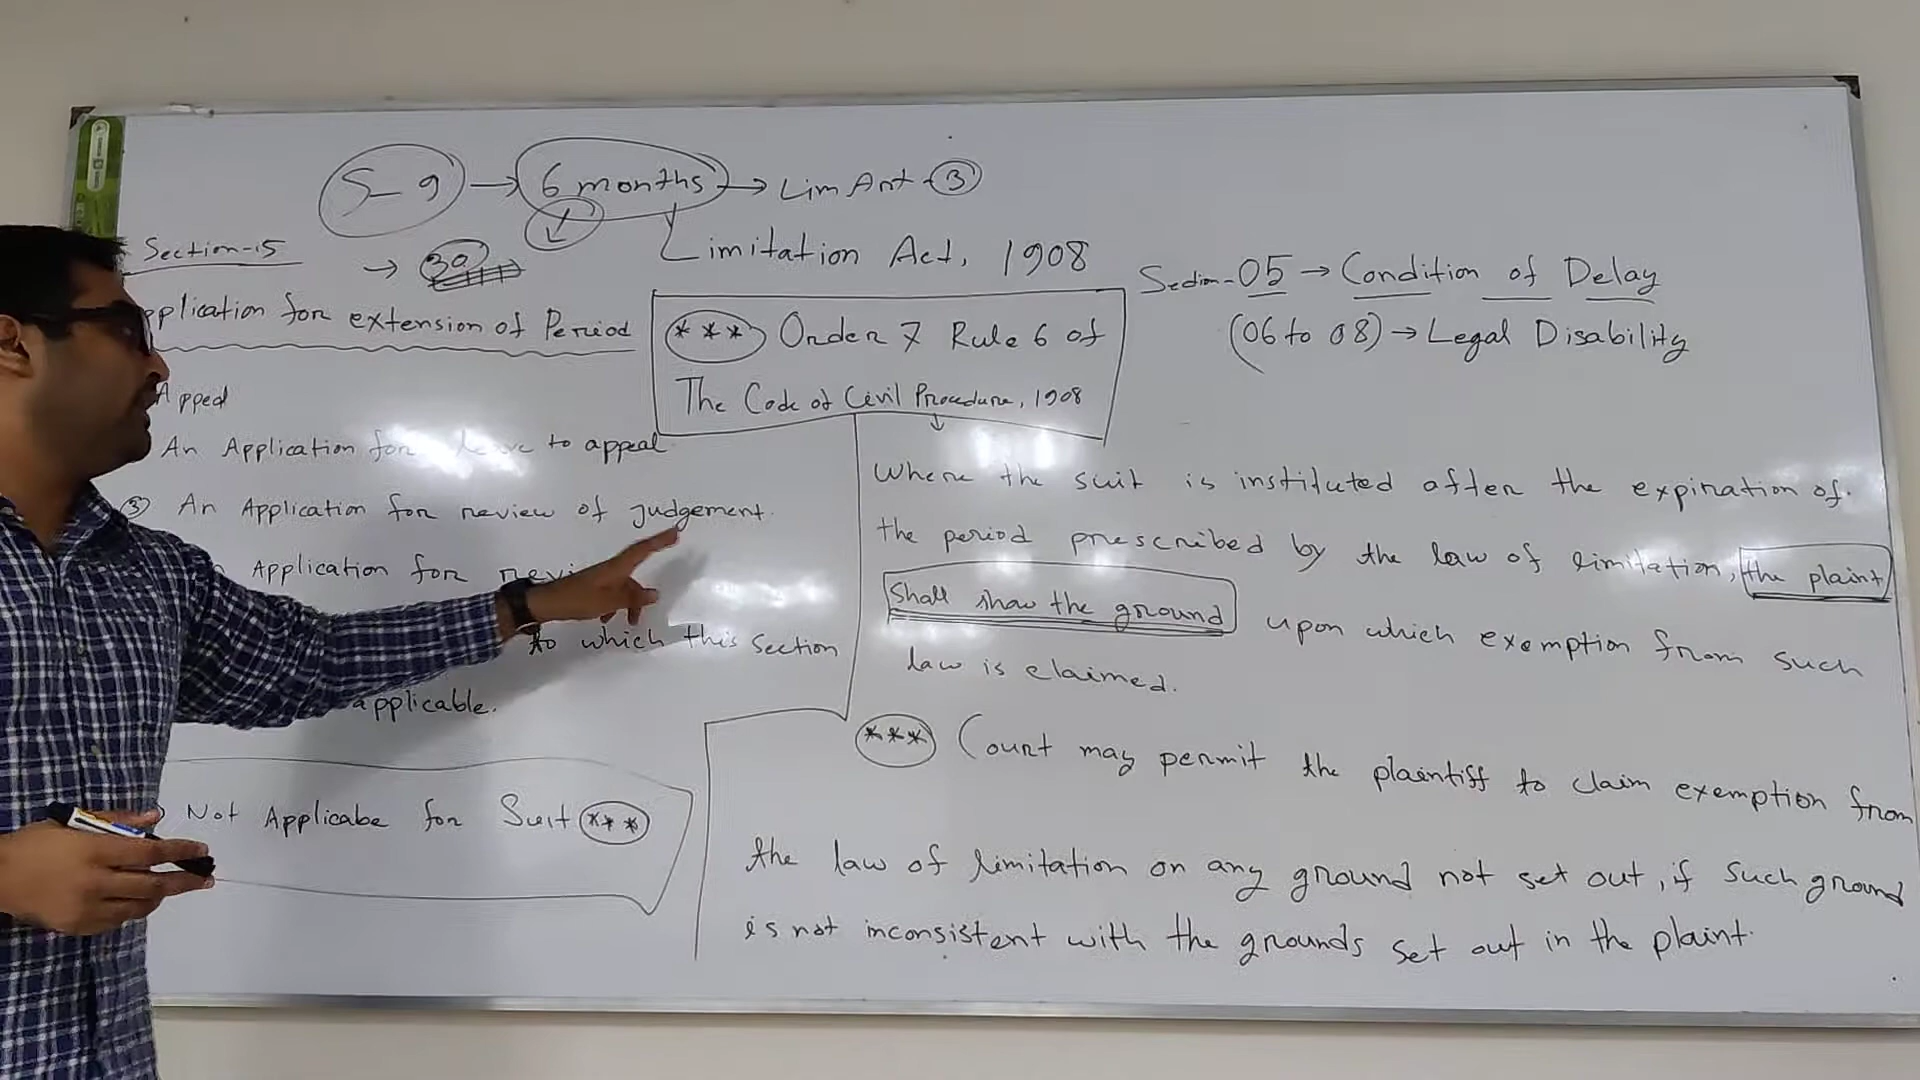 S-9 → 6 months → Lim Art-3
Limitation Act, 1908
Section-15
→ 30
pplication for extension of Period
Appeal
An Application for leave to appeal
③ An Application for review of judgement.
Application for revi
to which this Section
applicable.
Not Applicabe for Suit ***
*** Order 7 Rule 6 of
The Code of Civil Procedure, 1908
Section-05 → Condition of Delay
(06 to 08) → Legal Disability
Where the suit is instituted after the expiration of
the period prescribed by the law of limitation, the plaint
shall show the ground upon which exemption from such
law is claimed.
*** Court may permit the plaintiff to claim exemption from
the law of limitation on any ground not set out, if such ground
is not inconsistent with the grounds set out in the plaint.